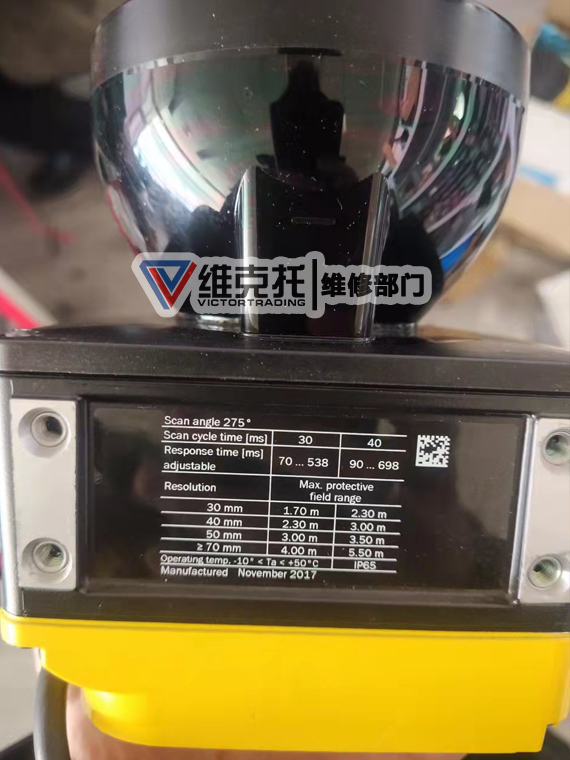 维克托
VICTORTRADING
维修部门
Scan angle 275°
Scan cycle time [ms] 30 40
Response time [ms] adjustable 70 ... 538 90 ... 698
Resolution Max. protective field range
30 mm 1.70 m 2.30 m
40 mm 2.30 m 3.00 m
50 mm 3.00 m 3.50 m
≥ 70 mm 4.00 m 5.50 m
Operating temp. -10° < Ta < +50°C IP65
Manufactured November 2017